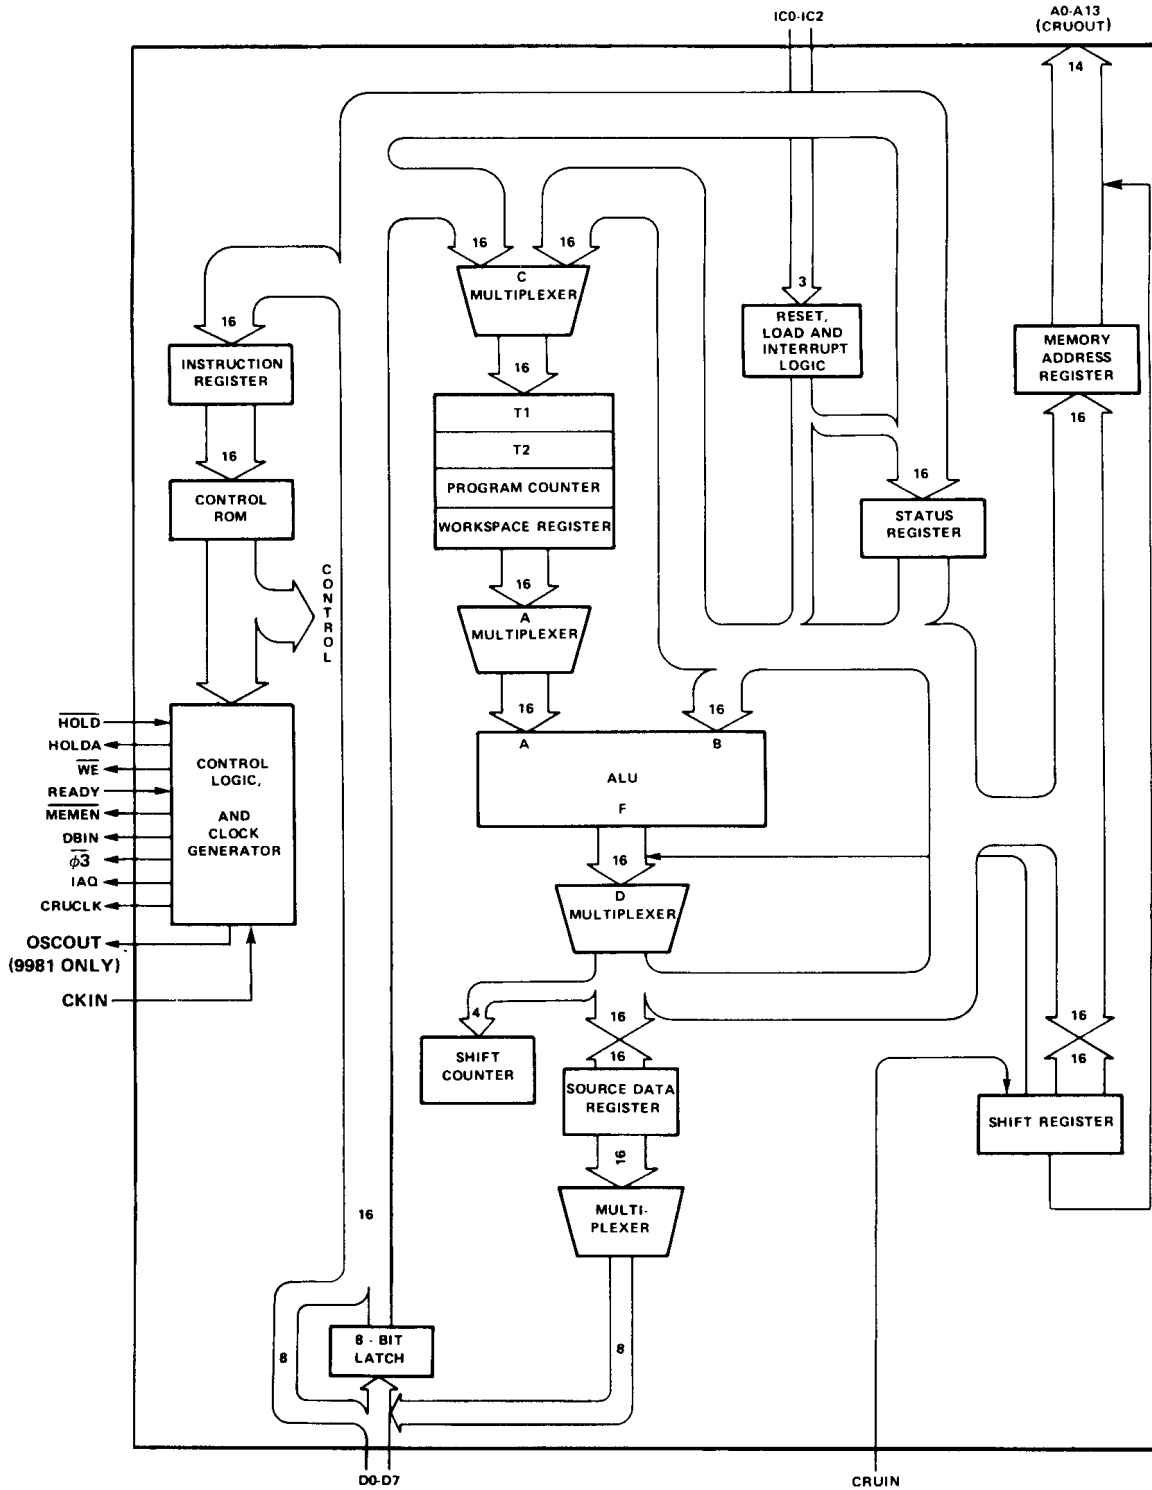 IC0-IC2
A0-A13
(CRUOUT)
14
16
16
C
MULTIPLEXER
3
RESET,
LOAD AND
INTERRUPT
LOGIC
16
INSTRUCTION
REGISTER
MEMORY
ADDRESS
REGISTER
16
16
T1
T2
PROGRAM COUNTER
WORKSPACE REGISTER
16
CONTROL
ROM
16
STATUS
REGISTER
CONTROL
16
A
MULTIPLEXER
16
16
A
B
ALU
F
HOLD
HOLDA
WE
READY
MEMEN
DBIN
ϕ3
IAQ
CRUCLK
CONTROL
LOGIC,
AND
CLOCK
GENERATOR
OSCOUT
(9981 ONLY)
CKIN
16
D
MULTIPLEXER
4
16
16
SHIFT
COUNTER
SOURCE DATA
REGISTER
16
16
SHIFT REGISTER
16
MULTI-
PLEXER
16
8 - BIT
LATCH
8
8
D0-D7
CRUIN